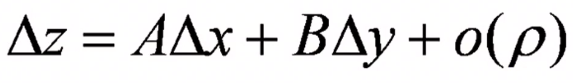 Δz = AΔx + BΔy + o(ρ)